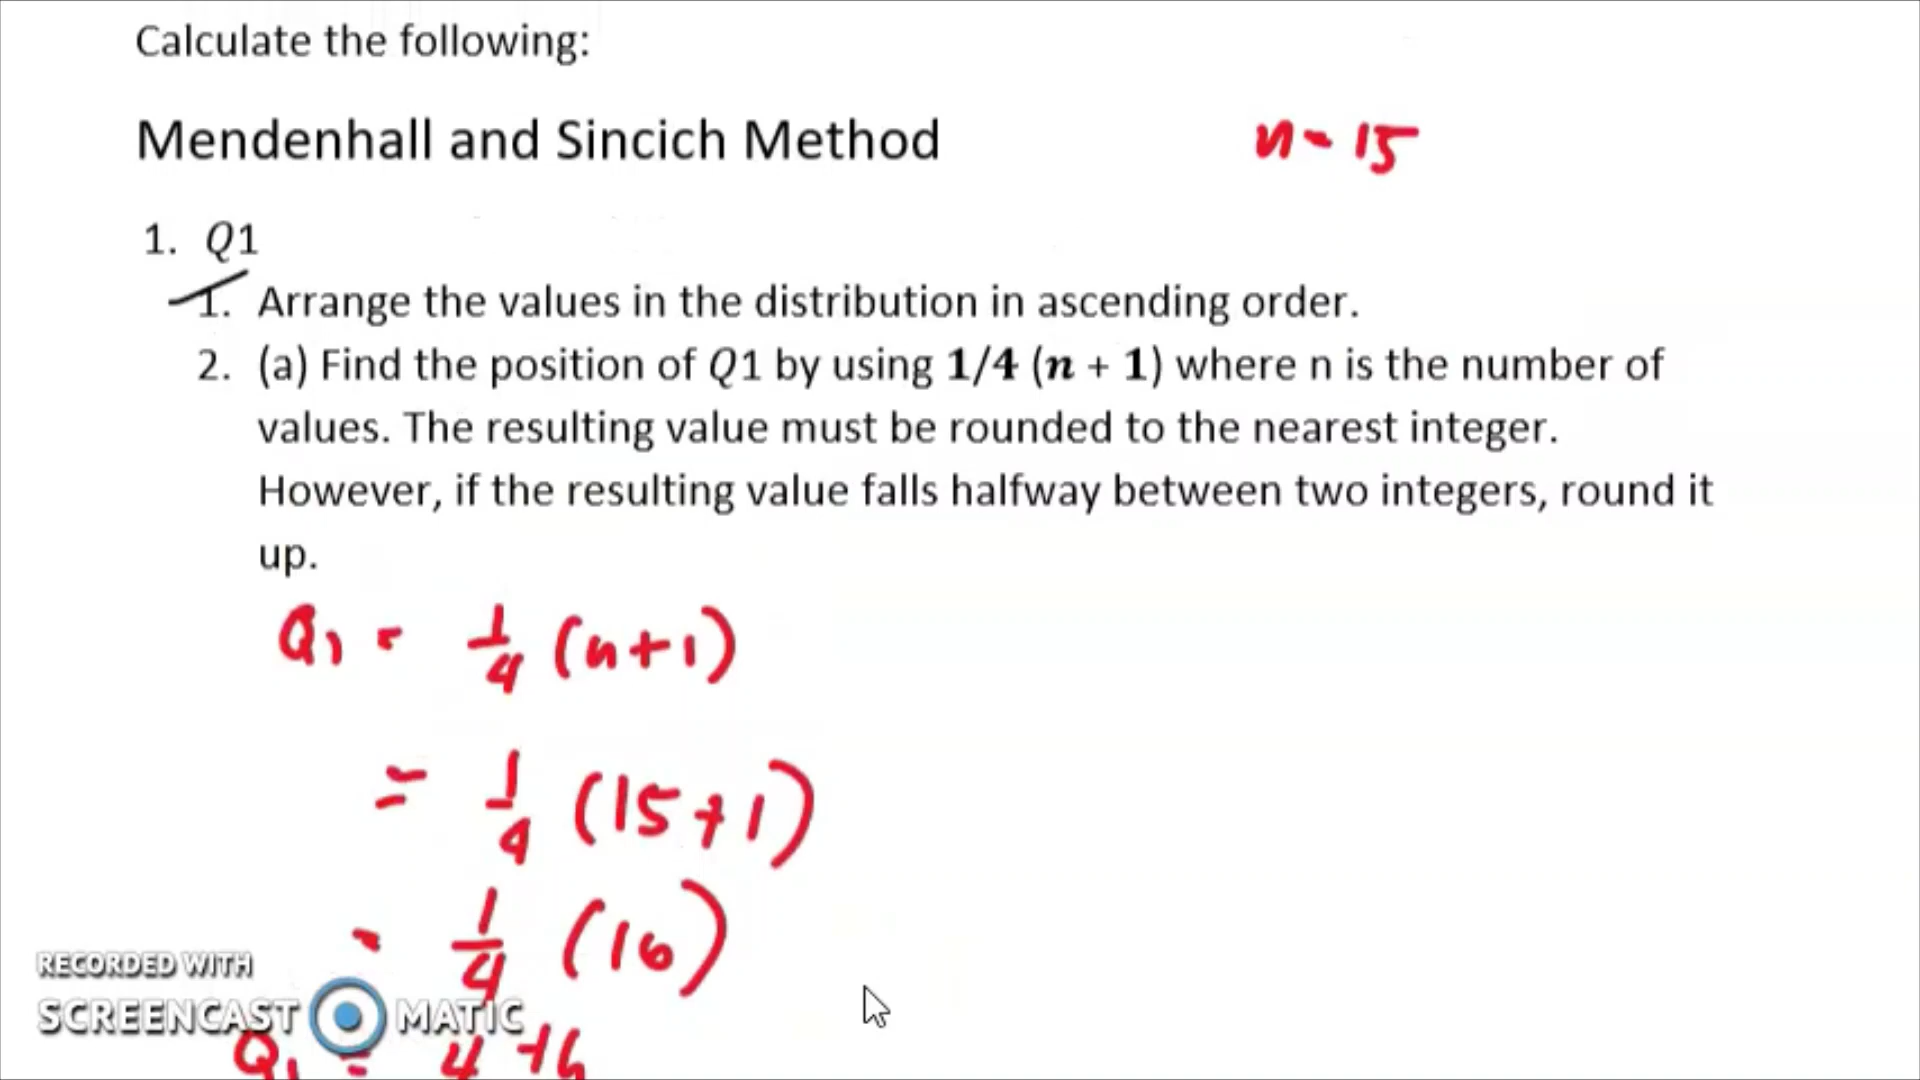 Calculate the following:
Mendenhall and Sincich Method
n = 15
1. Q1
1. Arrange the values in the distribution in ascending order.
2. (a) Find the position of Q1 by using 1/4 (n + 1) where n is the number of
values. The resulting value must be rounded to the nearest integer.
However, if the resulting value falls halfway between two integers, round it
up.
Q1 = 1/4 (n+1)
= 1/4 (15+1)
= 1/4 (16)
RECORDED WITH
SCREENCAST MATIC
Q1 = 4th